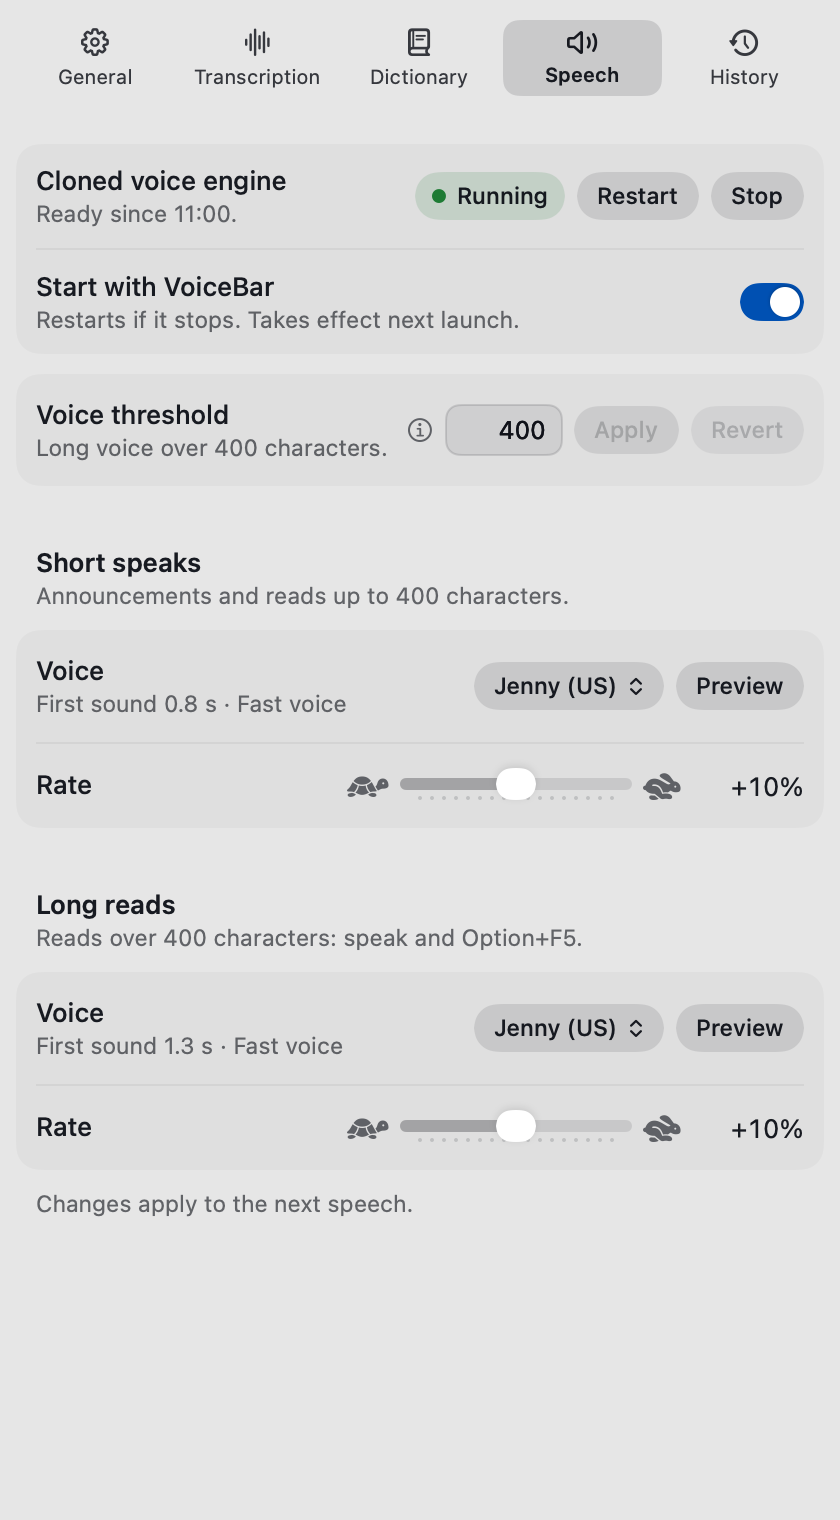 General
Transcription
Dictionary
Speech
History
Cloned voice engine
Ready since 11:00.
Running
Restart
Stop
Start with VoiceBar
Restarts if it stops. Takes effect next launch.
Voice threshold
Long voice over 400 characters.
400
Apply
Revert
Short speaks
Announcements and reads up to 400 characters.
Voice
First sound 0.8 s · Fast voice
Jenny (US)
Preview
Rate
+10%
Long reads
Reads over 400 characters: speak and Option+F5.
Voice
First sound 1.3 s · Fast voice
Jenny (US)
Preview
Rate
+10%
Changes apply to the next speech.